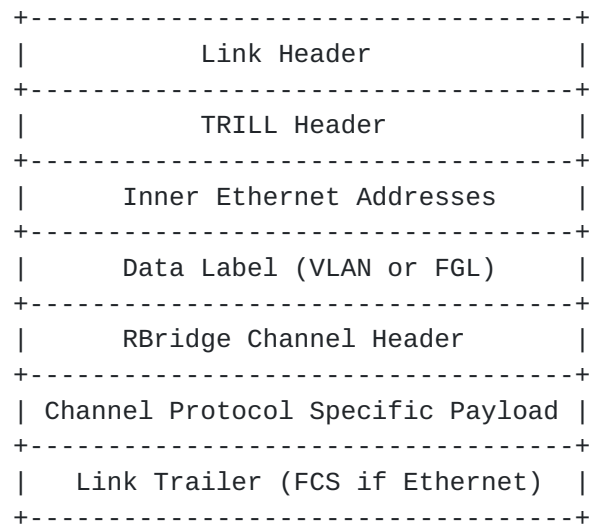 +-----------------------------------+
|           Link Header             |
+-----------------------------------+
|           TRILL Header            |
+-----------------------------------+
|      Inner Ethernet Addresses     |
+-----------------------------------+
|      Data Label (VLAN or FGL)     |
+-----------------------------------+
|      RBridge Channel Header       |
+-----------------------------------+
| Channel Protocol Specific Payload |
+-----------------------------------+
|   Link Trailer (FCS if Ethernet)  |
+-----------------------------------+